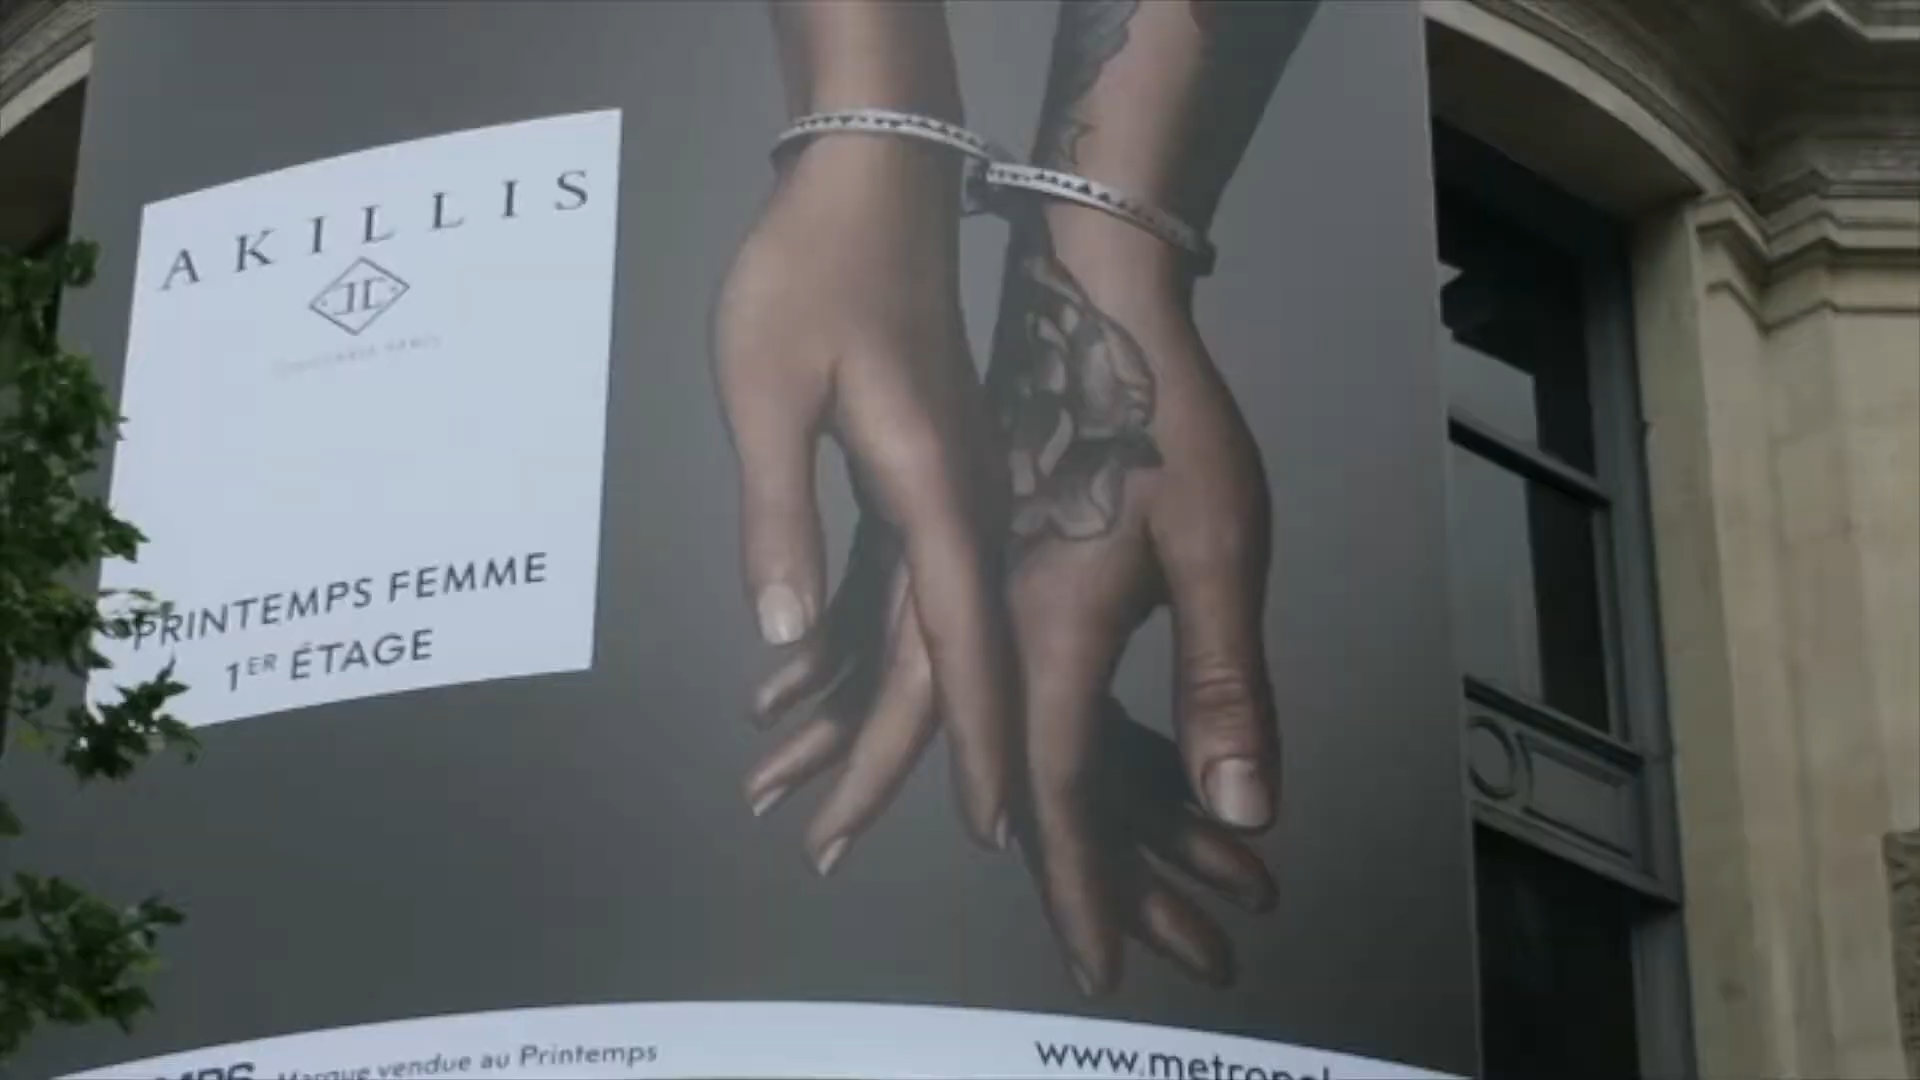 AKILLIS
PRINTEMPS FEMME
1ER ÉTAGE
Marque vendue au Printemps
www.metropol